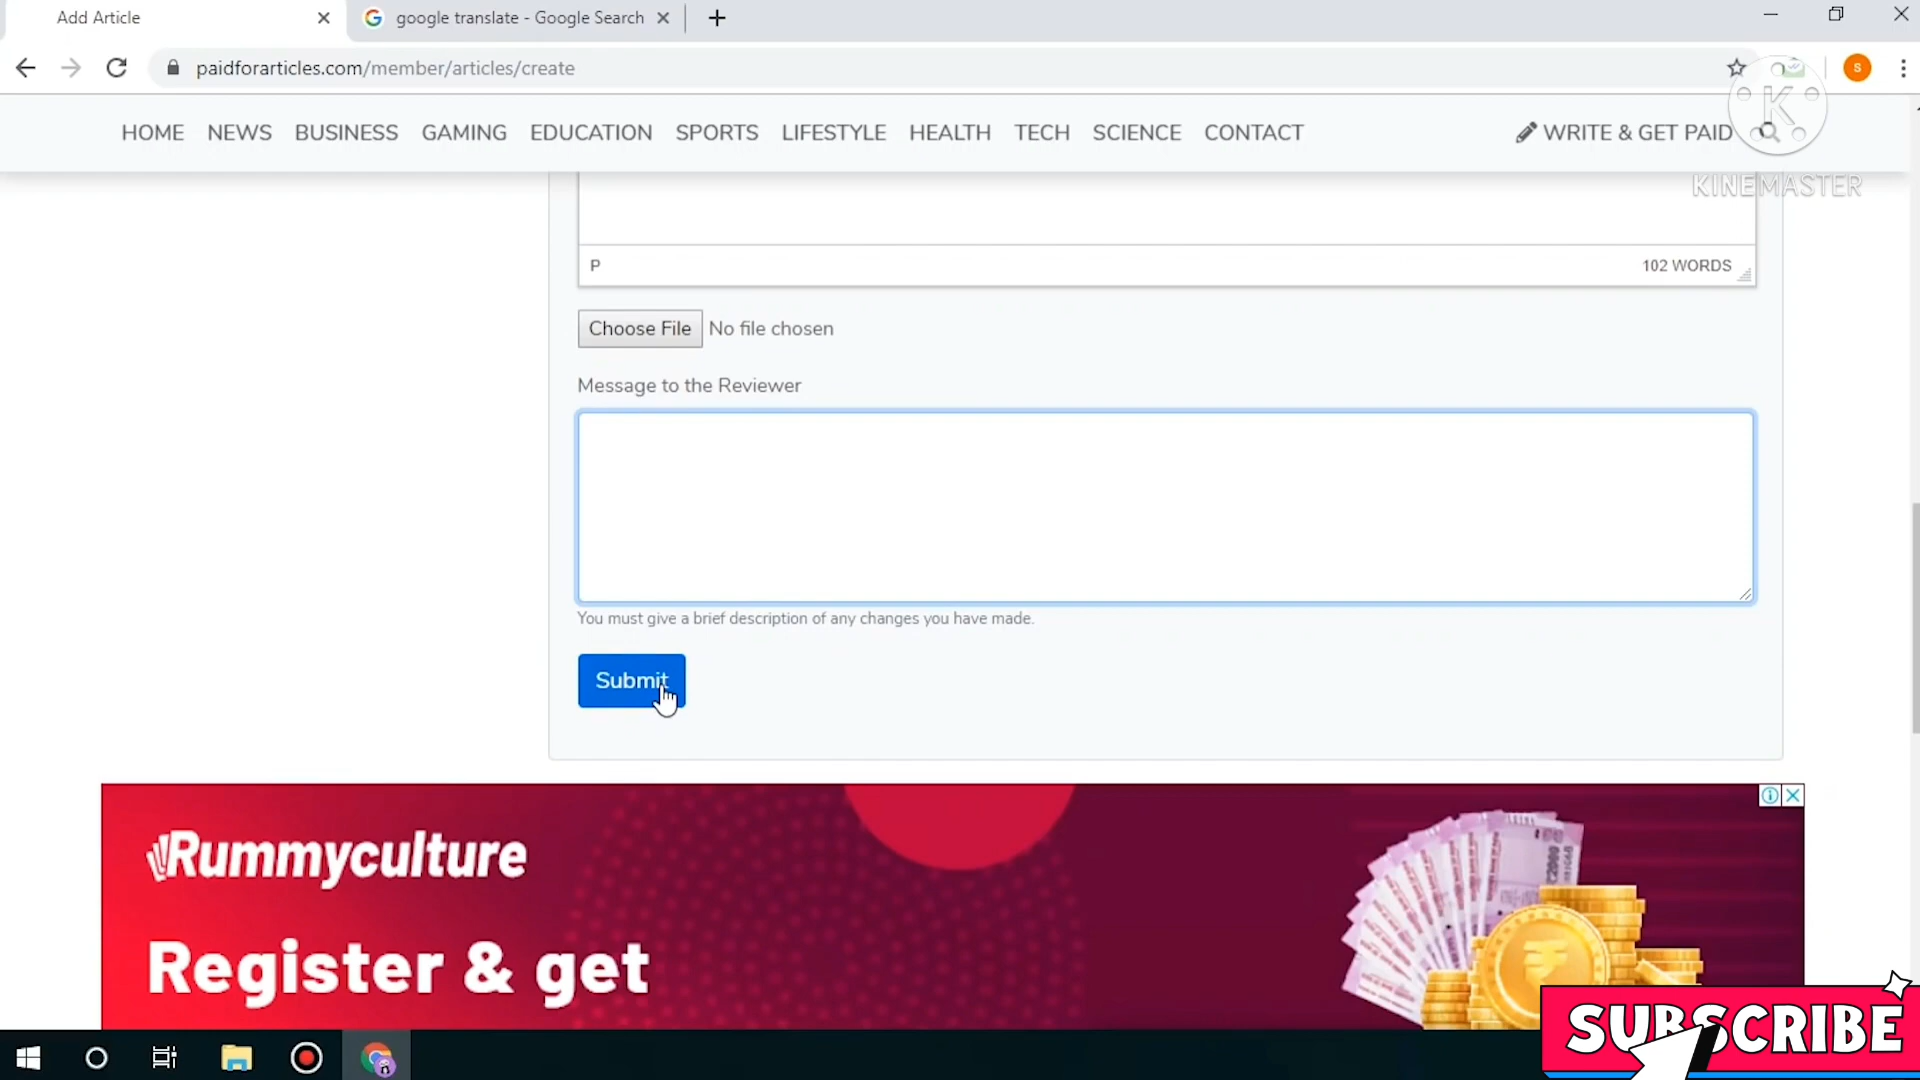 Add Article
google translate - Google Search
paidforarticles.com/member/articles/create
S
HOME NEWS BUSINESS GAMING EDUCATION SPORTS LIFESTYLE HEALTH TECH SCIENCE CONTACT WRITE & GET PAID
K
KINEMASTER
P 102 WORDS
Choose File No file chosen
Message to the Reviewer
You must give a brief description of any changes you have made.
Submit
Rummyculture
Register & get
SUBSCRIBE